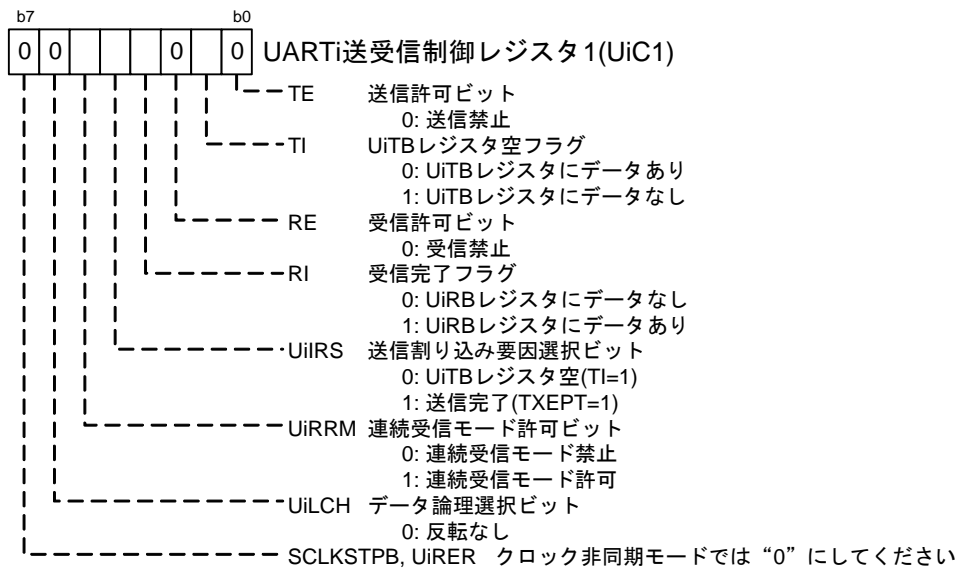 b7 b0
0 0 0 0 UARTi送受信制御レジスタ1(UiC1)
TE 送信許可ビット
0: 送信禁止
TI UiTBレジスタ空フラグ
0: UiTBレジスタにデータあり
1: UiTBレジスタにデータなし
RE 受信許可ビット
0: 受信禁止
RI 受信完了フラグ
0: UiRBレジスタにデータなし
1: UiRBレジスタにデータあり
UiIRS 送信割り込み要因選択ビット
0: UiTBレジスタ空(TI=1)
1: 送信完了(TXEPT=1)
UiRRM 連続受信モード許可ビット
0: 連続受信モード禁止
1: 連続受信モード許可
UiLCH データ論理選択ビット
0: 反転なし
SCLKSTPB, UiRER クロック非同期モードでは“0”にしてください